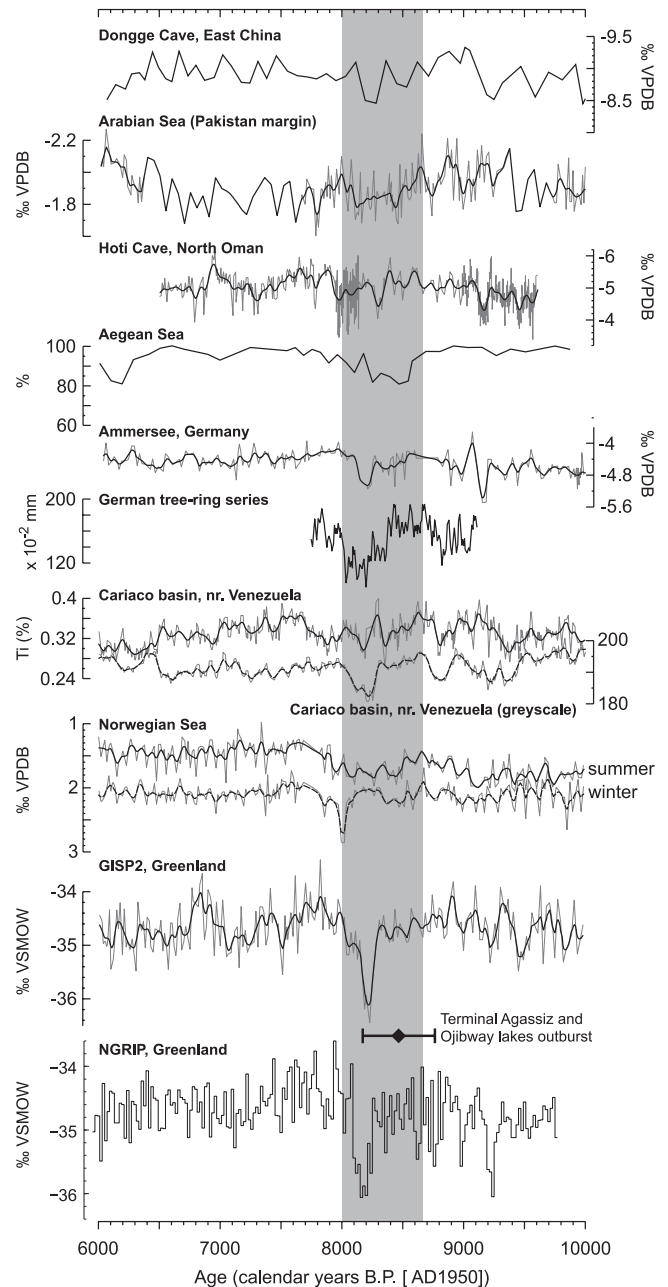 Dongge Cave, East China
-9.5
-8.5
‰ VPDB
Arabian Sea (Pakistan margin)
-2.2
-1.8
‰ VPDB
Hoti Cave, North Oman
-6
-5
-4
‰ VPDB
Aegean Sea
100
80
60
%
Ammersee, Germany
-4
-4.8
-5.6
‰ VPDB
German tree-ring series
200
120
x 10-2 mm
Cariaco basin, nr. Venezuela
0.4
0.32
0.24
Ti (%)
200
180
Cariaco basin, nr. Venezuela (greyscale)
Norwegian Sea
1
2
3
‰ VPDB
summer
winter
GISP2, Greenland
-34
-35
-36
‰ VSMOW
Terminal Agassiz and
Ojibway lakes outburst
NGRIP, Greenland
−34
−35
−36
‰ VSMOW
6000 7000 8000 9000 10000
Age (calendar years B.P. [ AD1950])